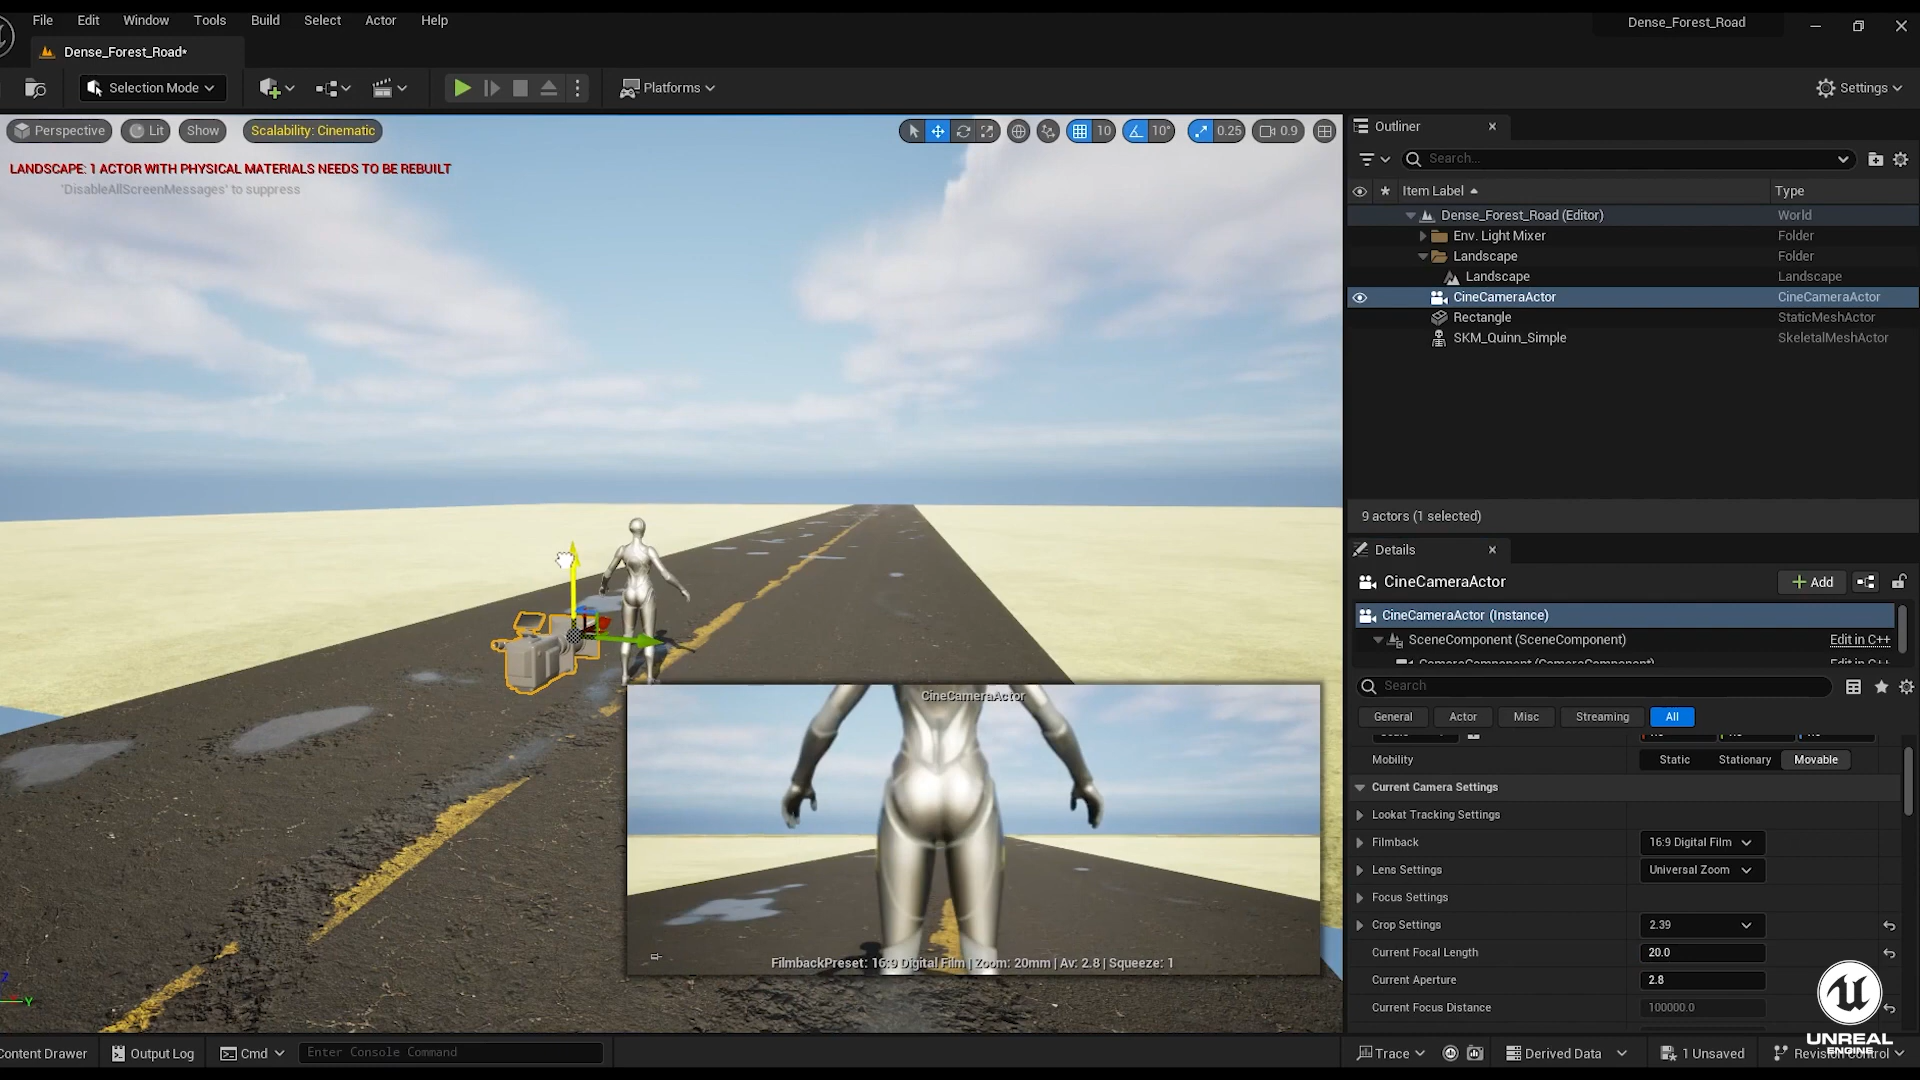 File Edit Window Tools Build Select Actor Help
Dense_Forest_Road
Dense_Forest_Road*
Selection Mode
Platforms
Settings
Perspective Lit Show Scalability: Cinematic
10 10° 0.25 0.9
LANDSCAPE: 1 ACTOR WITH PHYSICAL MATERIALS NEEDS TO BE REBUILT
'DisableAllScreenMessages' to suppress
Outliner
Search...
Item Label Type
Dense_Forest_Road (Editor) World
Env. Light Mixer Folder
Landscape Folder
Landscape Landscape
CineCameraActor CineCameraActor
Rectangle StaticMeshActor
SKM_Quinn_Simple SkeletalMeshActor
9 actors (1 selected)
Details
CineCameraActor
Add
CineCameraActor (Instance)
SceneComponent (SceneComponent) Edit in C++
CameraComponent (CameraComponent) Edit in C++
Search
General Actor Misc Streaming All
Mobility Static Stationary Movable
Current Camera Settings
Lookat Tracking Settings
Filmback 16:9 Digital Film
Lens Settings Universal Zoom
Focus Settings
Crop Settings 2.39
Current Focal Length 20.0
Current Aperture 2.8
Current Focus Distance 100000.0
CineCameraActor
FilmbackPreset: 16:9 Digital Film | Zoom: 20mm | Av: 2.8 | Squeeze: 1
Z
Y
UNREAL
ENGINE
Content Drawer Output Log Cmd Enter Console Command
Trace Derived Data 1 Unsaved Revision Control